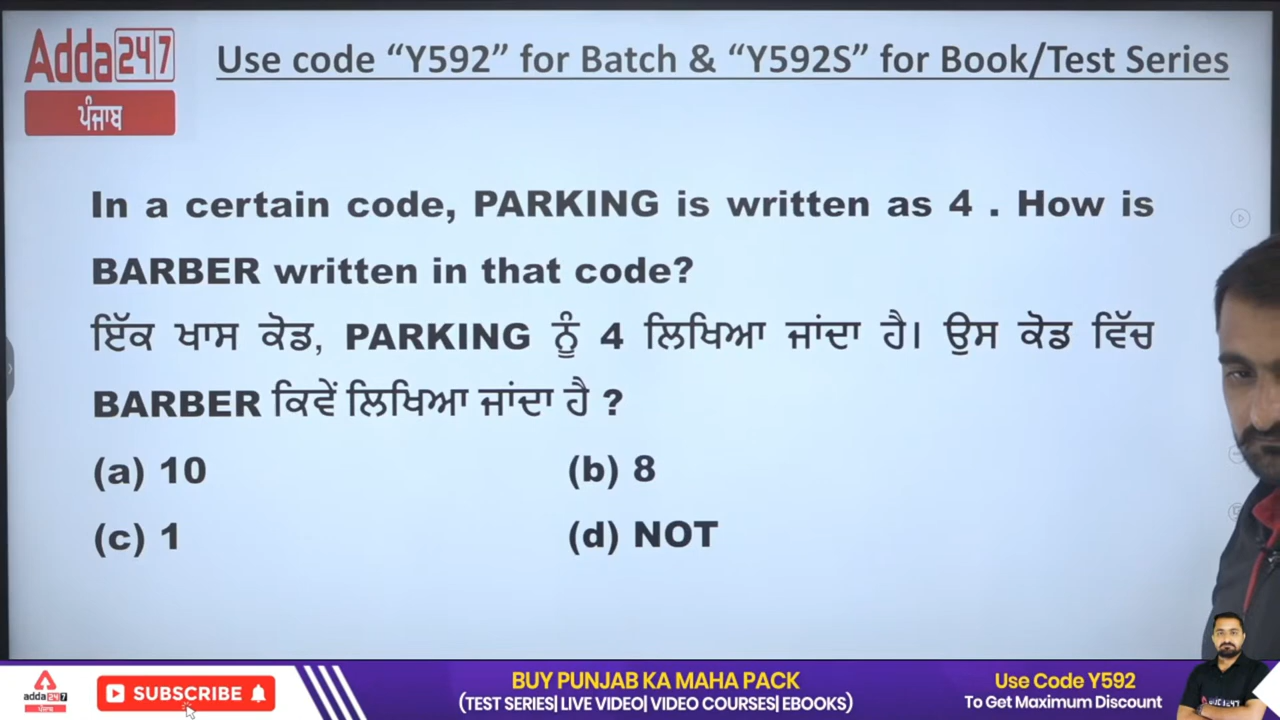 Adda247
ਪੰਜਾਬ
Use code “Y592” for Batch & “Y592S” for Book/Test Series
In a certain code, PARKING is written as 4 . How is
BARBER written in that code?
ਇੱਕ ਖਾਸ ਕੋਡ, PARKING ਨੂੰ 4 ਲਿਖਿਆ ਜਾਂਦਾ ਹੈ। ਉਸ ਕੋਡ ਵਿੱਚ
BARBER ਕਿਵੇਂ ਲਿਖਿਆ ਜਾਂਦਾ ਹੈ ?
(a) 10 (b) 8
(c) 1 (d) NOT
adda247
ਪੰਜਾਬ
SUBSCRIBE
BUY PUNJAB KA MAHA PACK
(TEST SERIES| LIVE VIDEO| VIDEO COURSES| EBOOKS)
Use Code Y592
To Get Maximum Discount